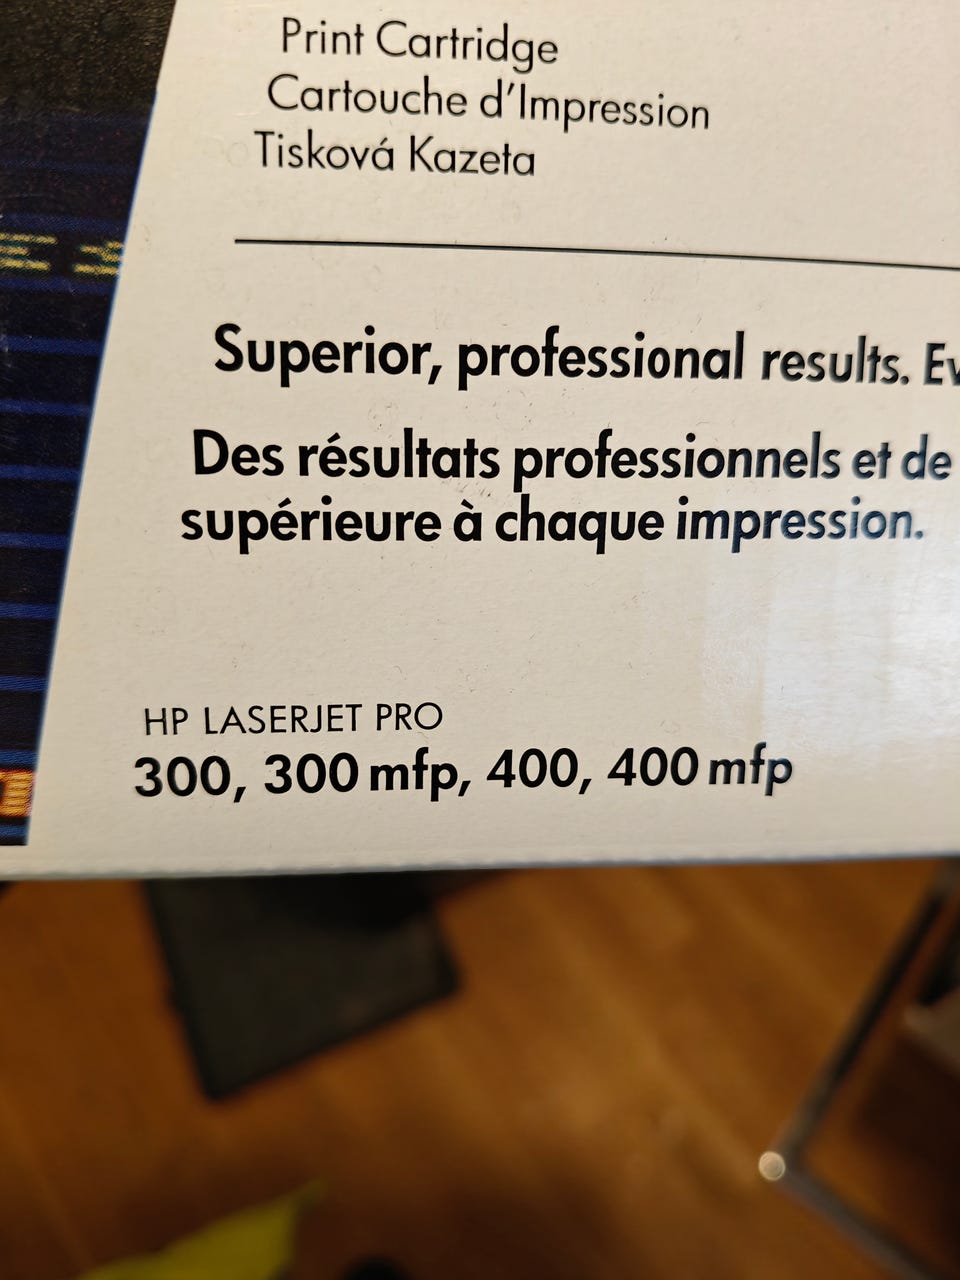 Print Cartridge
Cartouche d'Impression
Tisková Kazeta
Superior, professional results.
Des résultats professionnels et de
supérieure à chaque impression.
HP LASERJET PRO
300, 300 mfp, 400, 400 mfp